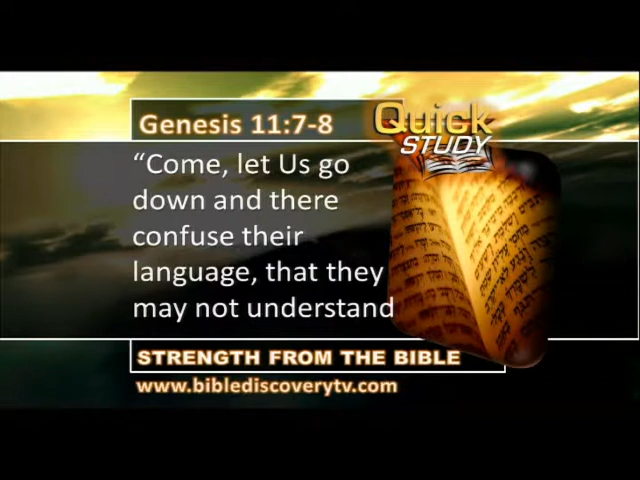 Genesis 11:7-8
Quick
STUDY
“Come, let Us go
down and there
confuse their
language, that they
may not understand
STRENGTH FROM THE BIBLE
www.biblediscoverytv.com